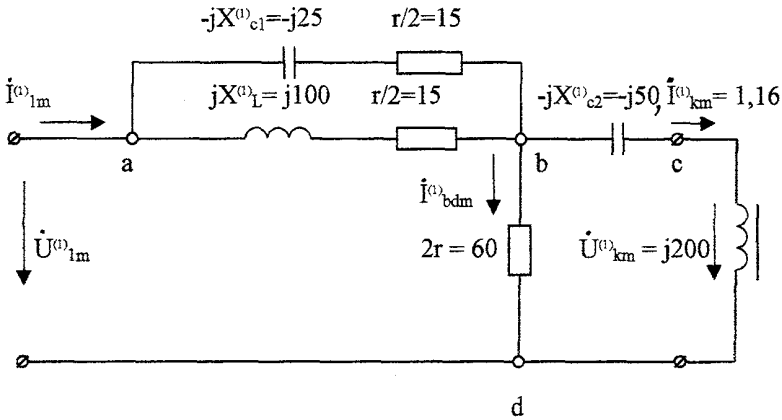 -jX⁽¹⁾c1=-j25 r/2=15
İ⁽¹⁾1m jX⁽¹⁾L= j100 r/2=15 -jX⁽¹⁾c2=-j50, İ⁽¹⁾km= 1,16
a b c
İ⁽¹⁾bdm
U̇⁽¹⁾1m 2r = 60 U̇⁽¹⁾km = j200
d